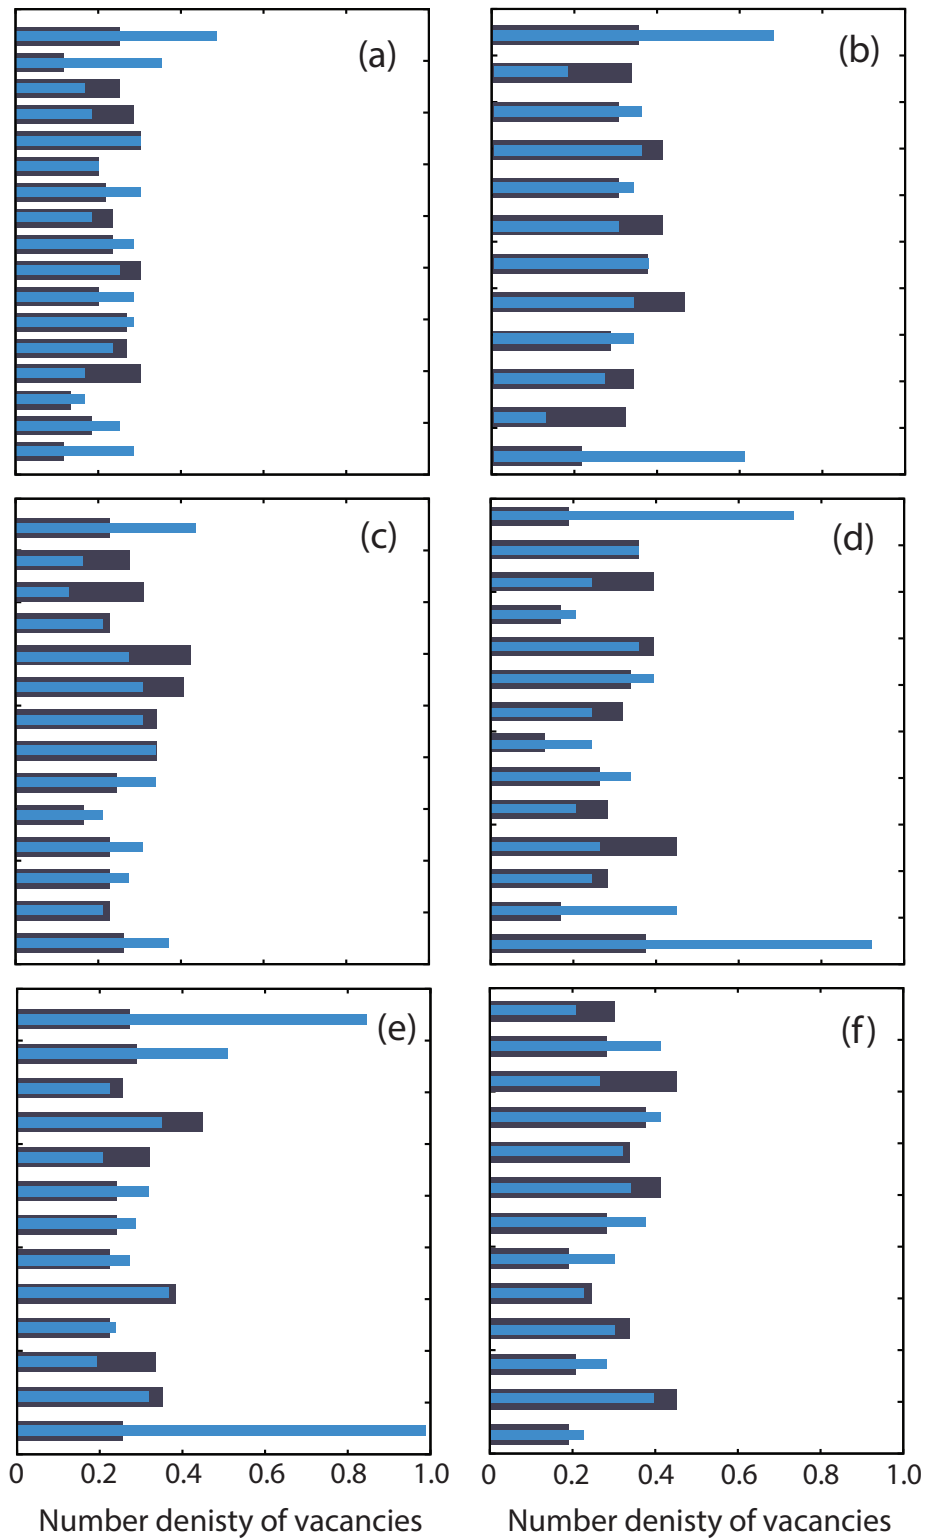 (a)
(b)
(c)
(d)
(e)
(f)
0 0.2 0.4 0.6 0.8 1.0
0 0.2 0.4 0.6 0.8 1.0
Number denisty of vacancies
Number denisty of vacancies